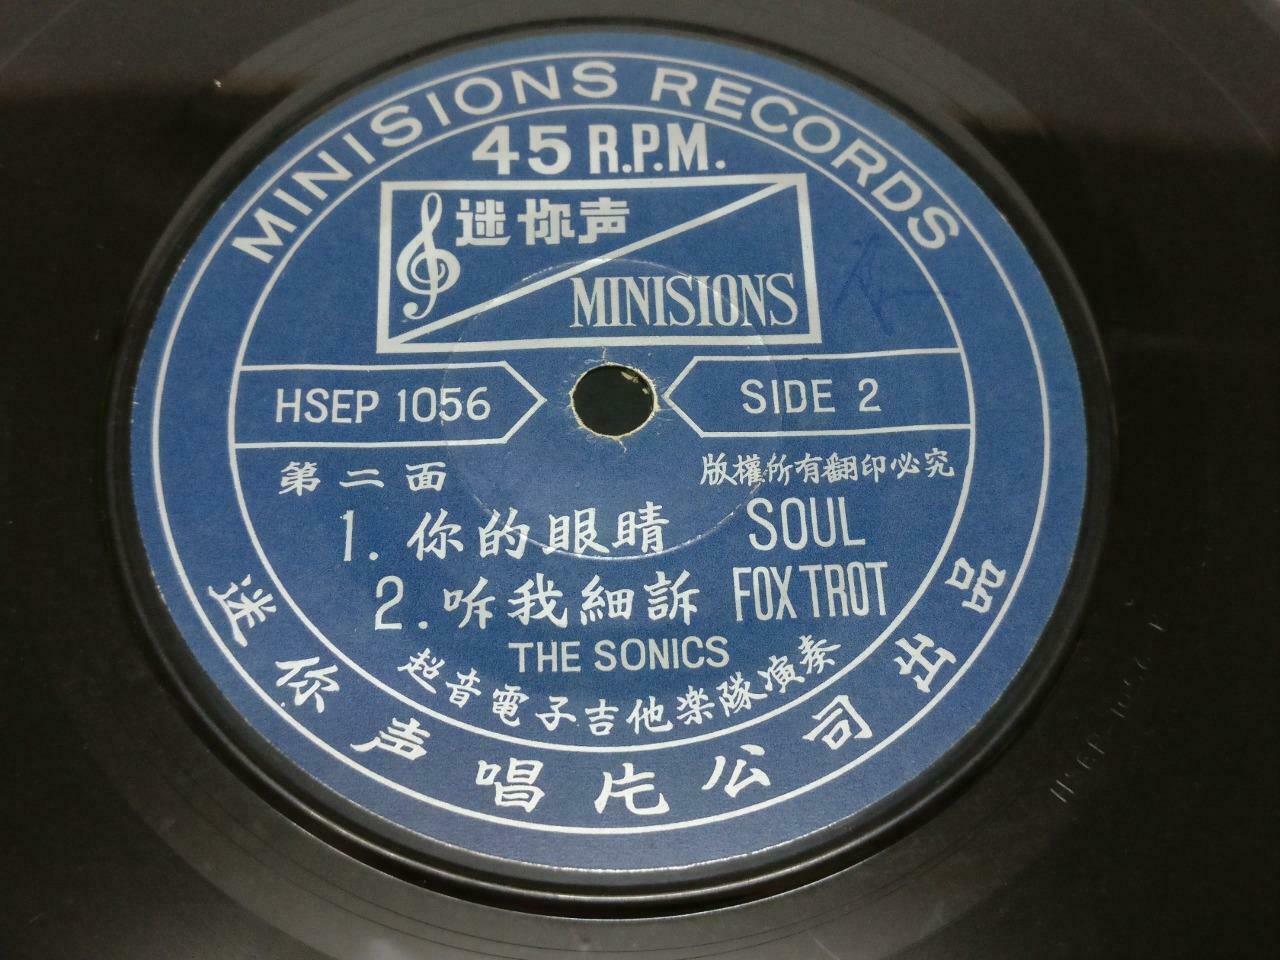 MINISIONS RECORDS
45 R.P.M.
迷你声
MINISIONS
HSEP 1056
SIDE 2
第二面
版權所有翻印必究
1. 你的眼睛 SOUL
2. 听我細訴 FOX TROT
THE SONICS
超音電子吉他楽隊演奏
迷你声唱片公司出品